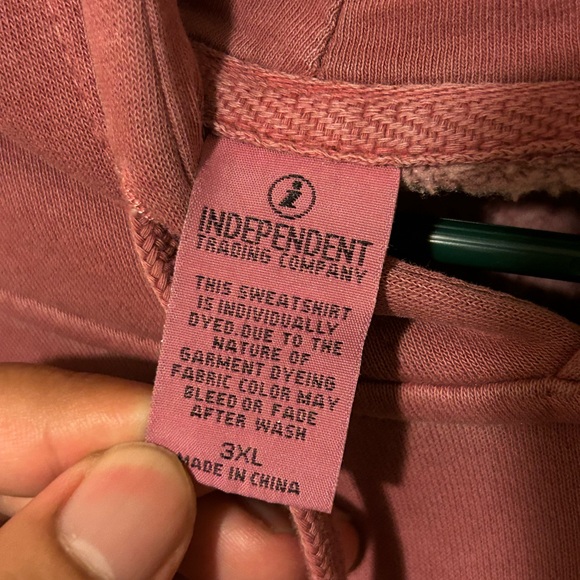 i
INDEPENDENT
TRADING COMPANY
THIS SWEATSHIRT
IS INDIVIDUALLY
DYED.DUE TO THE
NATURE OF
GARMENT DYEING
FABRIC COLOR MAY
BLEED OR FADE
AFTER WASH
3XL
MADE IN CHINA